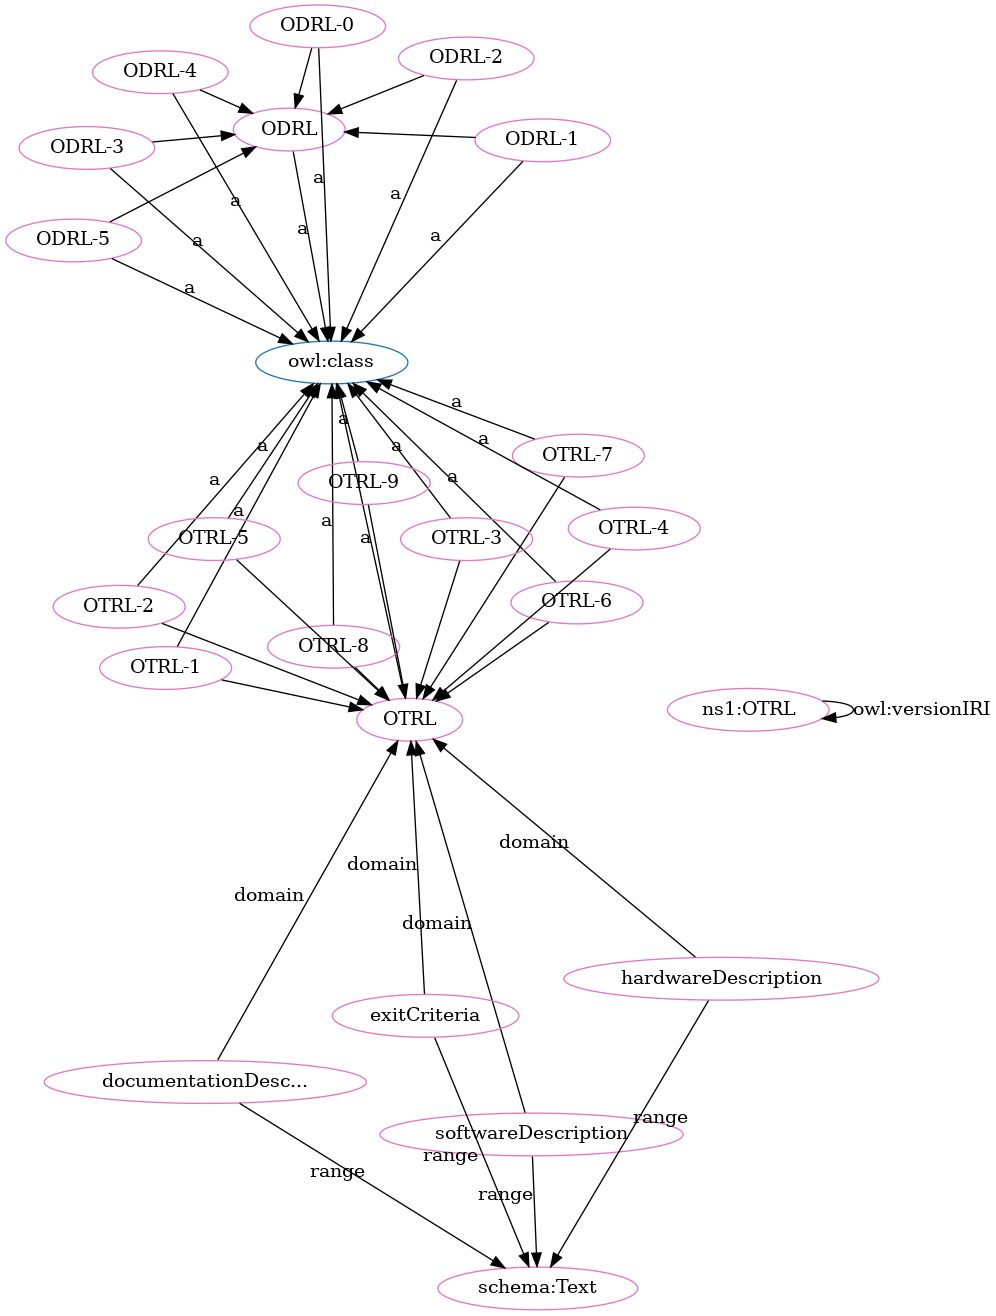 ODRL-0
ODRL-2
ODRL-4
ODRL
ODRL-1
ODRL-3
a
a
a
a
a
ODRL-5
a
a
owl:class
a
a
a
a
a
OTRL-7
a
a
OTRL-9
a
a
OTRL-4
OTRL-5
a
OTRL-3
OTRL-6
OTRL-2
OTRL-8
OTRL-1
ns1:OTRL
owl:versionIRI
OTRL
domain
domain
domain
domain
hardwareDescription
exitCriteria
documentationDesc...
range
softwareDescription
range
range
range
schema:Text